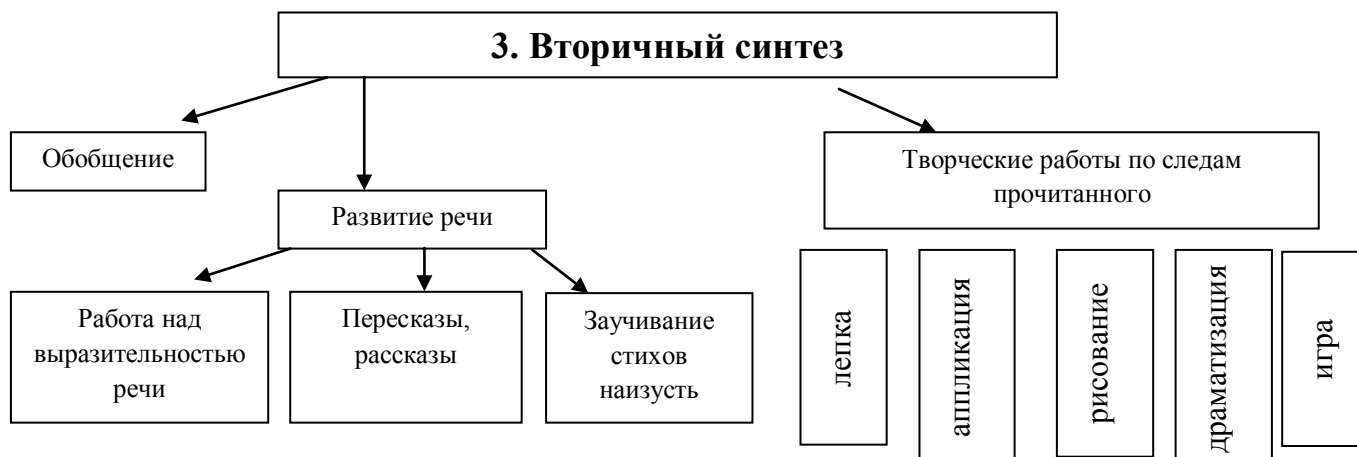 3. Вторичный синтез
Обобщение
Творческие работы по следам
прочитанного
Развитие речи
Работа над
выразительностью
речи
Пересказы,
рассказы
Заучивание
стихов
наизусть
лепка
аппликация
рисование
драматизация
игра